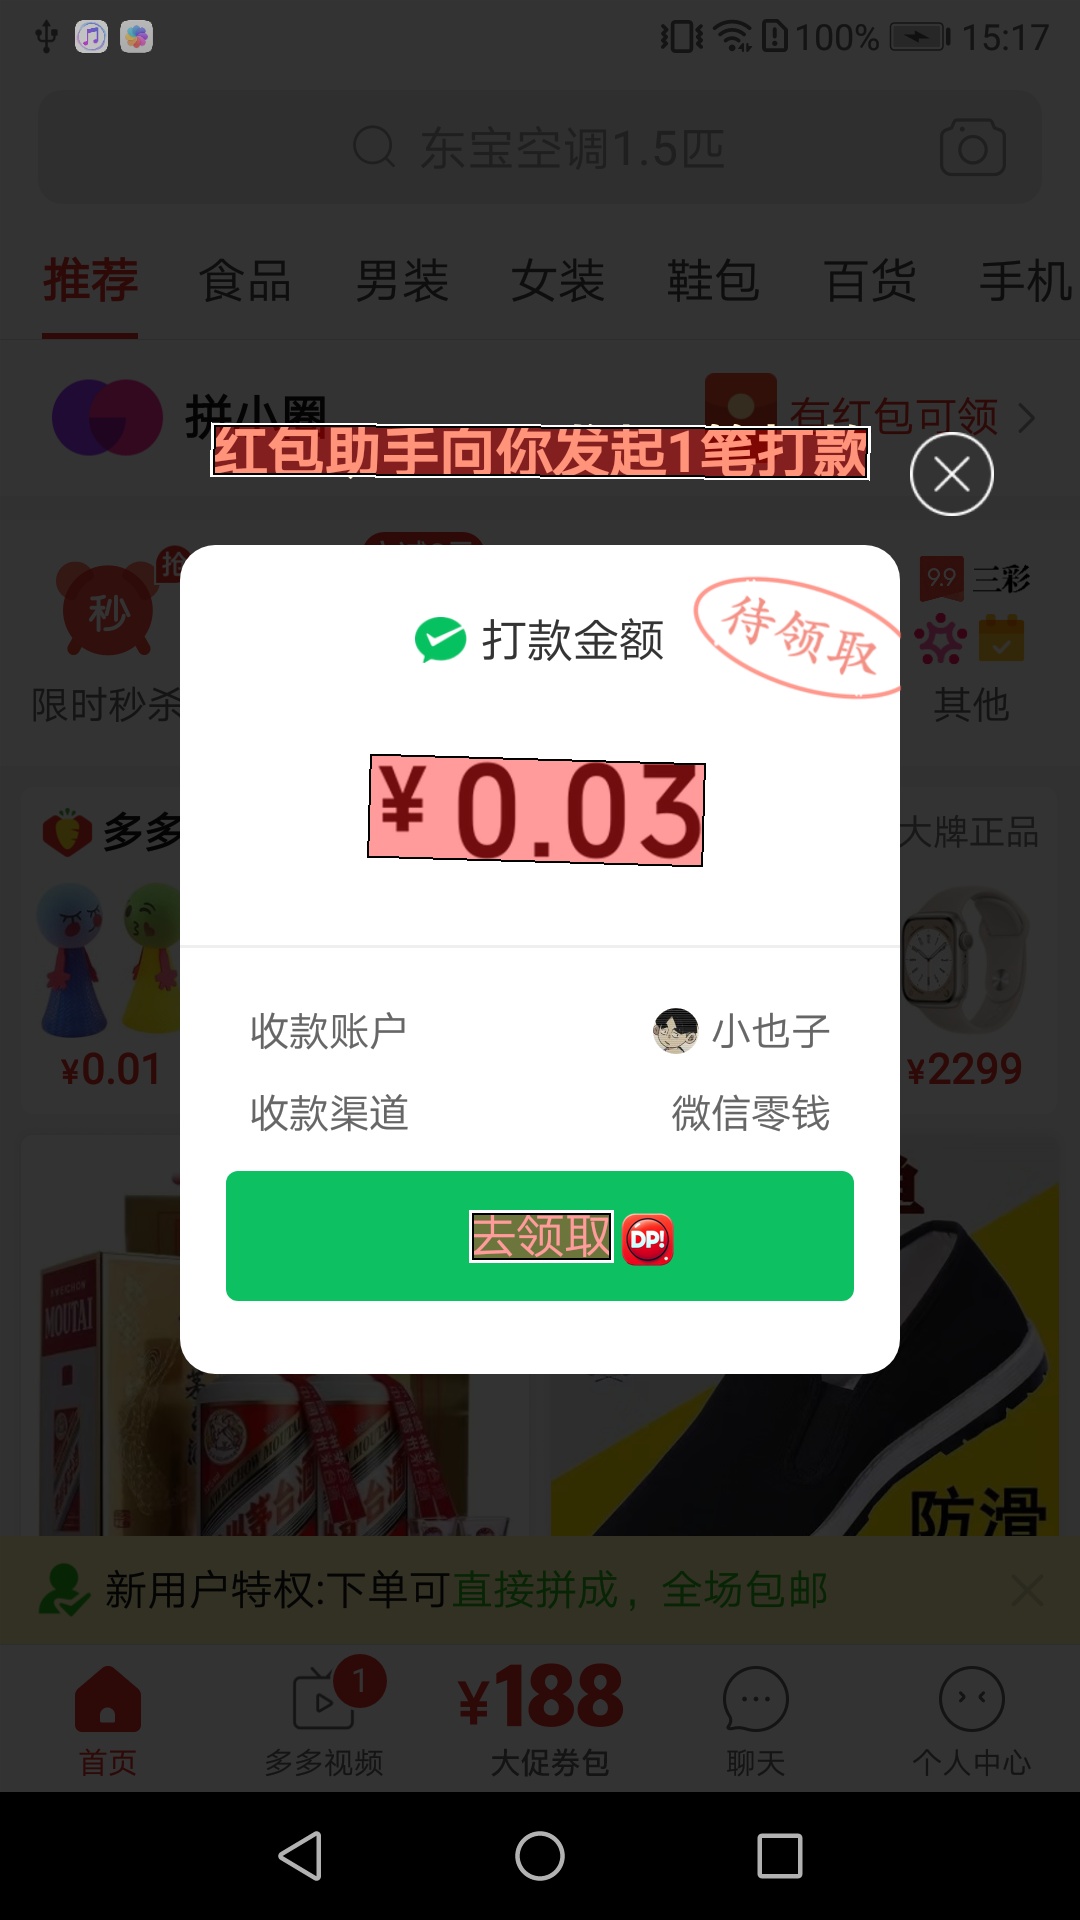 100% 15:17
东宝空调1.5匹
推荐 食品 男装 女装 鞋包 百货 手机
拼小圈 有红包可领
红包助手向你发起1笔打款
抢
秒
9.9 三彩
限时秒杀
其他
打款金额
待领取
¥0.03
多多
大牌正品
¥0.01
¥2299
收款账户 小也子
收款渠道 微信零钱
去领取 DP!
MOUTAI
防滑
新用户特权:下单可直接拼成，全场包邮
1
¥188
首页 多多视频 大促券包 聊天 个人中心